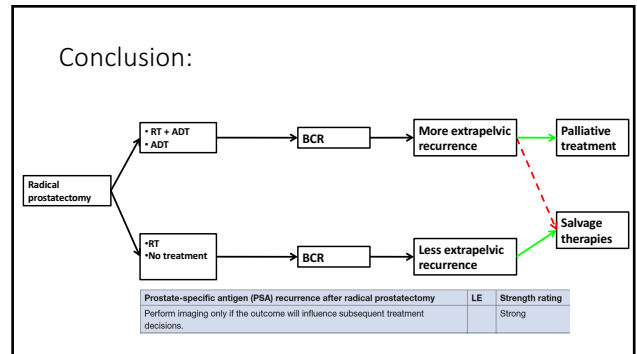 Conclusion:
• RT + ADT
• ADT
BCR
More extrapelvic
recurrence
Palliative
treatment
Radical
prostatectomy
•RT
•No treatment
BCR
Less extrapelvic
recurrence
Salvage
therapies
Prostate-specific antigen (PSA) recurrence after radical prostatectomy LE Strength rating
Perform imaging only if the outcome will influence subsequent treatment Strong
decisions.